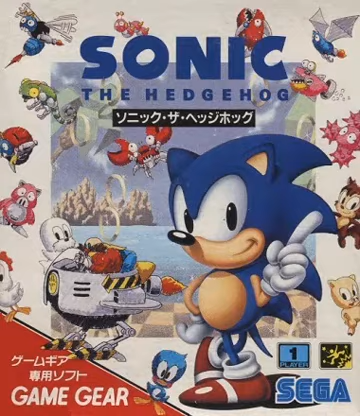 SONIC
THE HEDGEHOG
ソニック・ザ・ヘッジホッグ
ゲームギア
専用ソフト
GAME GEAR
1
PLAYER
SEGA